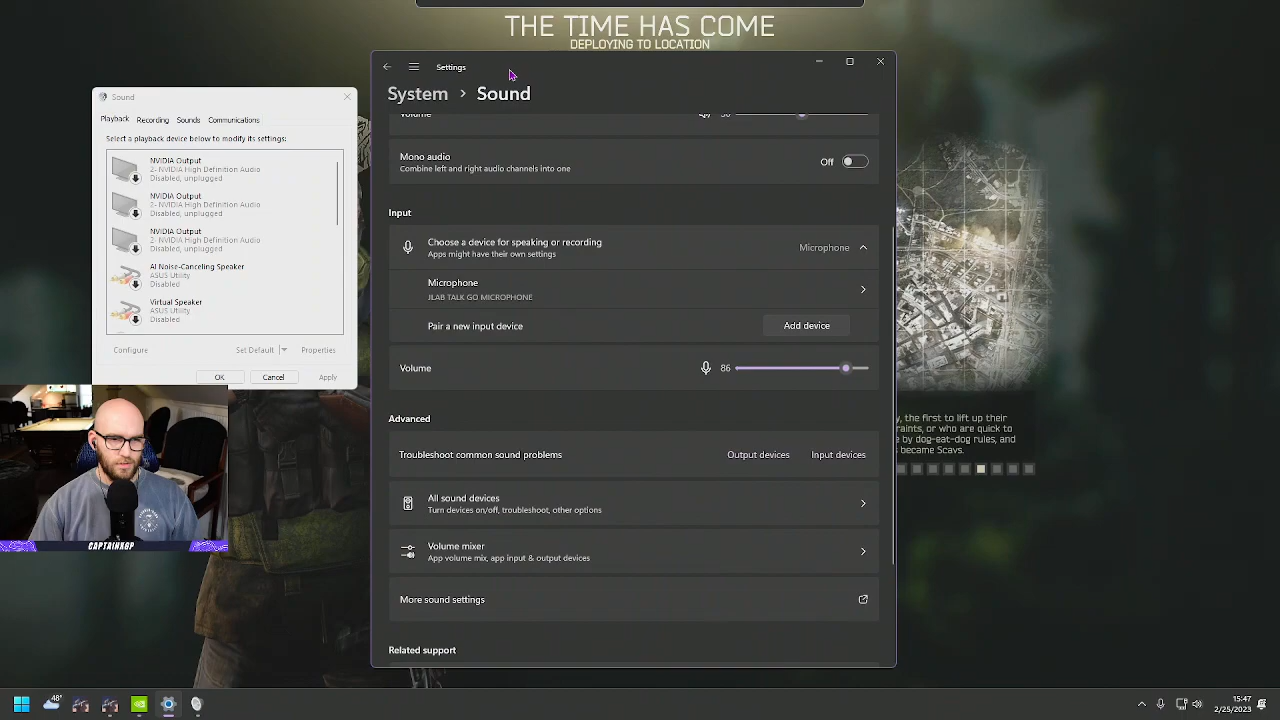 THE TIME HAS COME
DEPLOYING TO LOCATION
Settings
System > Sound
Volume
Mono audio
Combine left and right audio channels into one
Off
Input
Choose a device for speaking or recording
Apps might have their own settings
Microphone
Microphone
JLAB TALK GO MICROPHONE
Pair a new input device
Add device
Volume
86
Advanced
Troubleshoot common sound problems
Output devices
Input devices
All sound devices
Turn devices on/off, troubleshoot, other options
Volume mixer
App volume mix, app input & output devices
More sound settings
Related support
Sound
Playback
Recording
Sounds
Communications
Select a playback device below to modify its settings:
NVIDIA Output
2- NVIDIA High Definition Audio
Disabled; unplugged
NVIDIA Output
2- NVIDIA High Definition Audio
Disabled; unplugged
NVIDIA Output
2- NVIDIA High Definition Audio
Disabled; unplugged
AI Noise-Canceling Speaker
ASUS Utility
Disabled
Virtual Speaker
ASUS Utility
Disabled
Configure
Set Default
Properties
OK
Cancel
Apply
CAPTAINKGP
y, the first to lift up their
raints, or who are quick to
e by dog-eat-dog rules, and
s became Scavs.
48°
15:47
2/25/2023